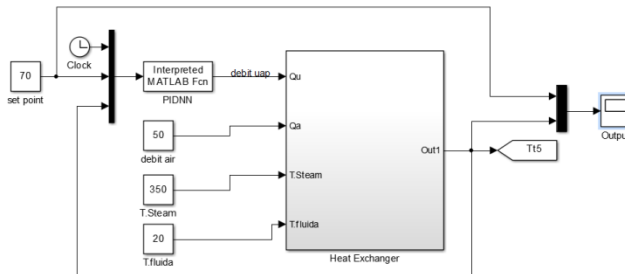 70
set point
Clock
Interpreted
MATLAB Fcn
PIDNN
debit uap
50
debit air
350
T.Steam
20
T.fluida
Qu
Qa
T.Steam
T.fluida
Out1
Heat Exchanger
Tt5